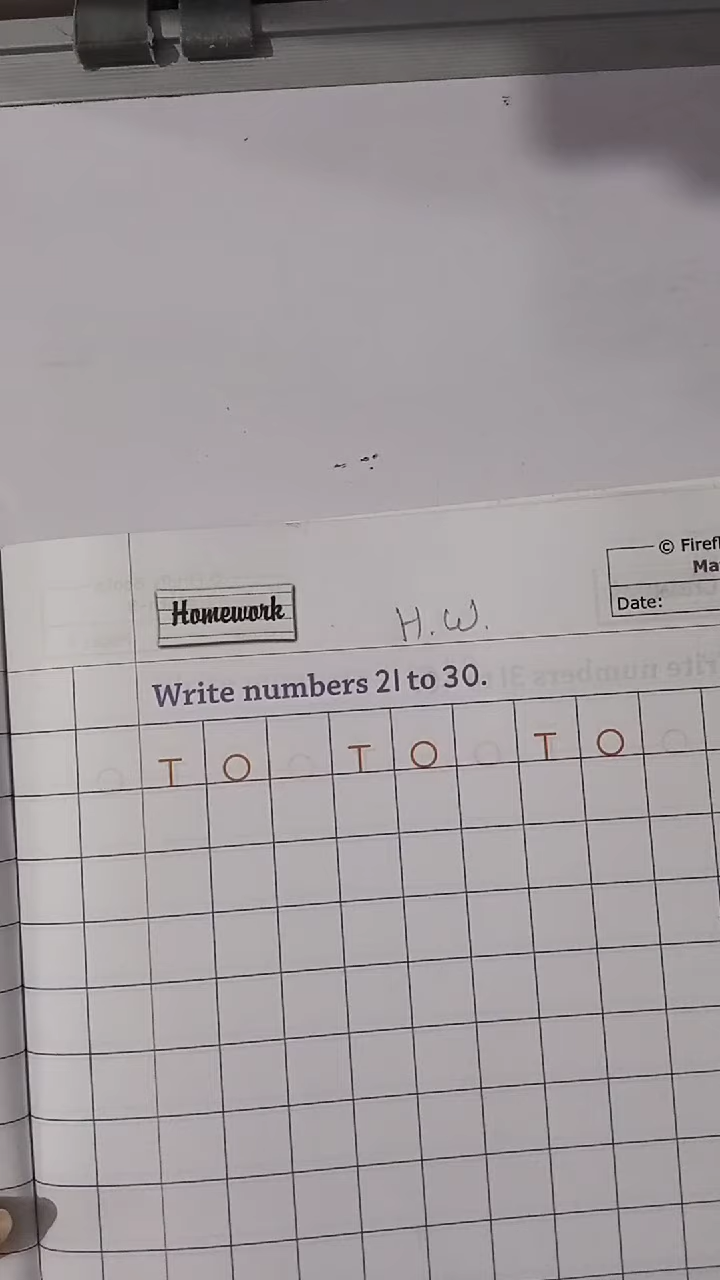 © Firefl
Homework
H.W.
Ma
Date:
Write numbers 21 to 30.
T O T O T O